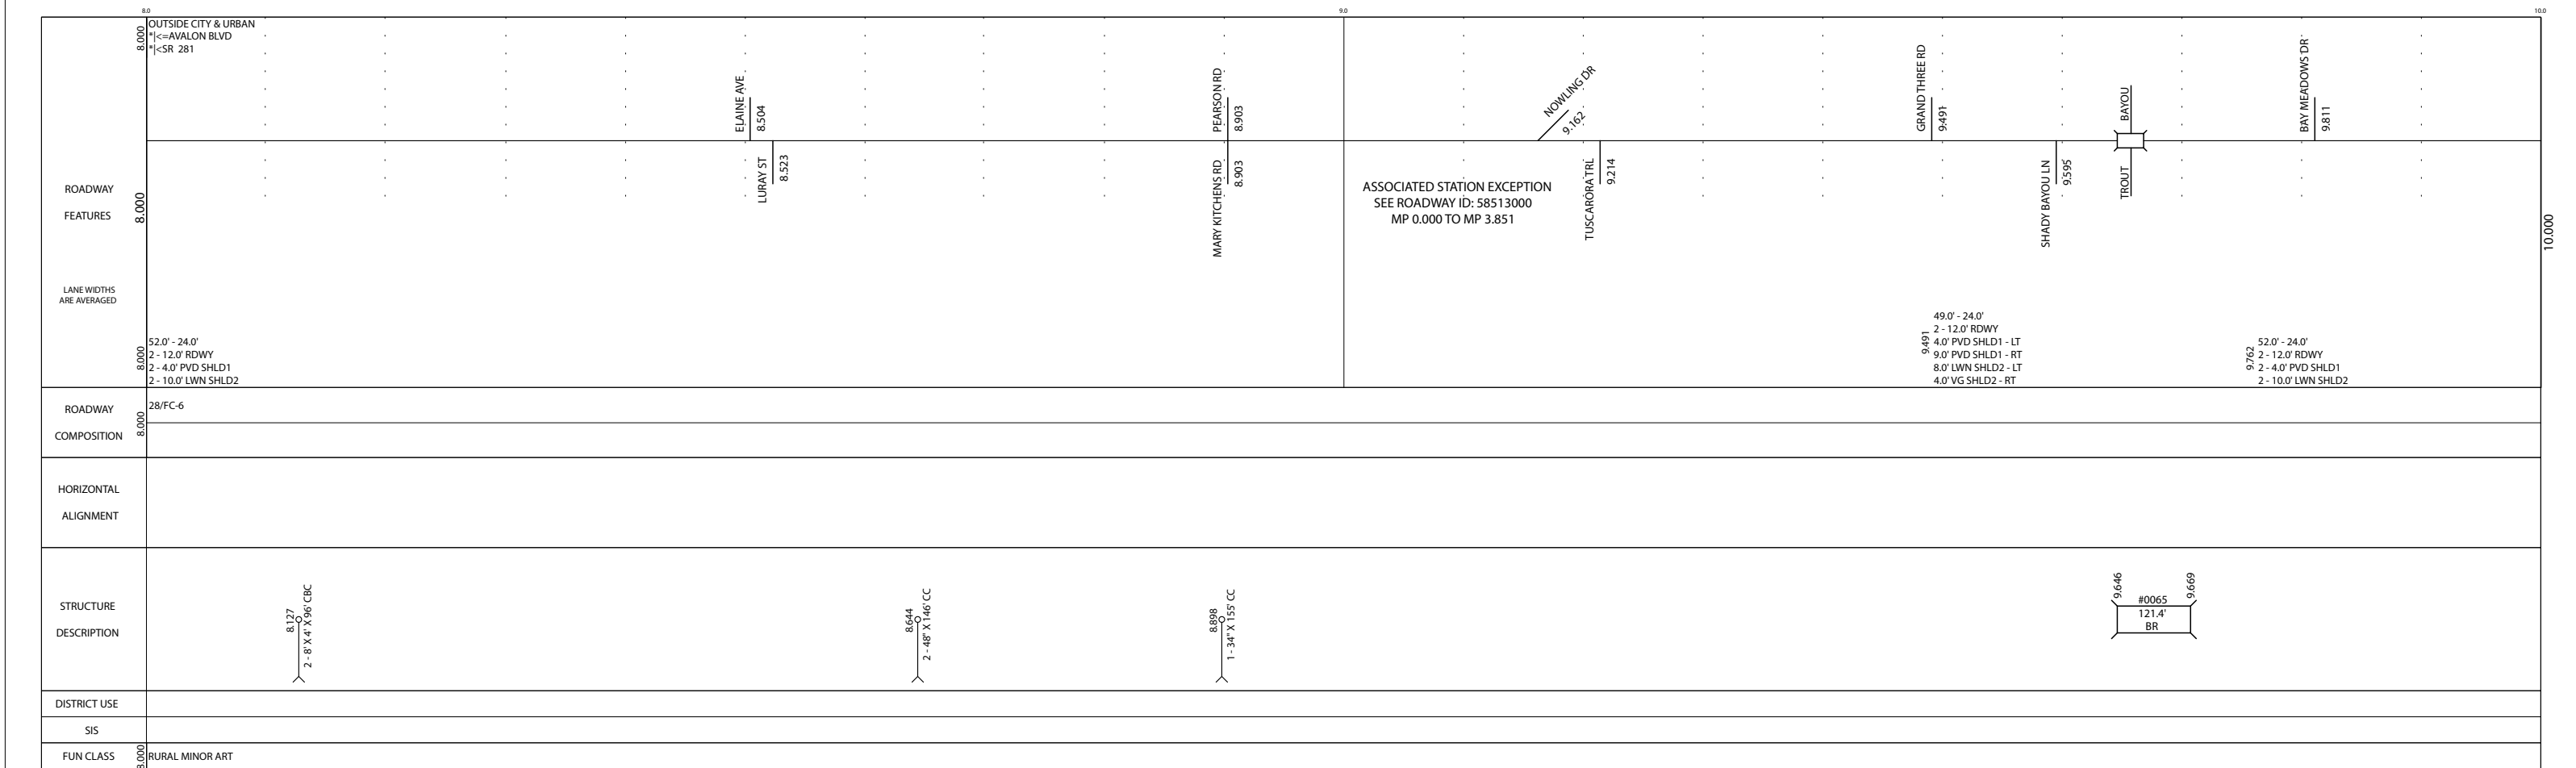 8.0
9.0
10.0
8.000
OUTSIDE CITY & URBAN
*|<=AVALON BLVD
*|<SR 281
ELAINE AVE
8.504
PEARSON RD
8.903
NOWLING DR
9.162
GRAND THREE RD
9.491
BAYOU
BAY MEADOWS DR
9.811
LURAY ST
8.523
MARY KITCHENS RD
8.903
TUSCARORA TRL
9.214
SHADY BAYOU LN
9.595
TROUT
ROADWAY
FEATURES
8.000
10.000
ASSOCIATED STATION EXCEPTION
SEE ROADWAY ID: 58513000
MP 0.000 TO MP 3.851
LANE WIDTHS
ARE AVERAGED
8.000
52.0' - 24.0'
2 - 12.0' RDWY
2 - 4.0' PVD SHLD1
2 - 10.0' LWN SHLD2
9.491
49.0' - 24.0'
2 - 12.0' RDWY
4.0' PVD SHLD1 - LT
9.0' PVD SHLD1 - RT
8.0' LWN SHLD2 - LT
4.0' VG SHLD2 - RT
9.762
52.0' - 24.0'
2 - 12.0' RDWY
2 - 4.0' PVD SHLD1
2 - 10.0' LWN SHLD2
ROADWAY
COMPOSITION
8.000
28/FC-6
HORIZONTAL
ALIGNMENT
STRUCTURE
DESCRIPTION
8.127
2 - 8' X 4' X 96' CBC
8.644
2 - 48" X 146' CC
8.898
1 - 34" X 155' CC
9.646
9.669
#0065
121.4'
BR
DISTRICT USE
SIS
FUN CLASS
8.000
RURAL MINOR ART